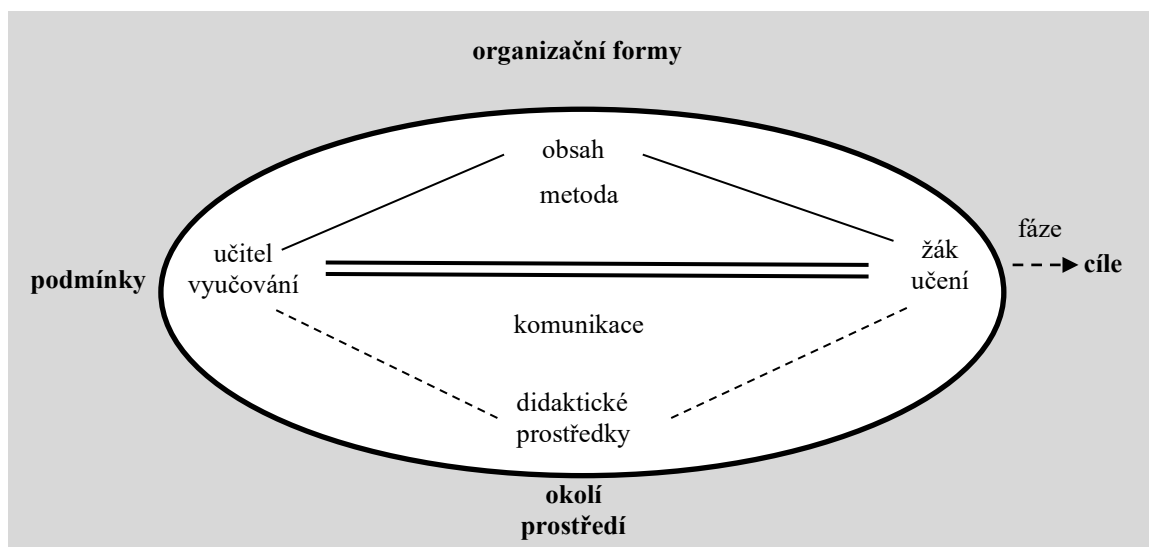 organizační formy
obsah
metoda
učitel
vyučování
žák
učení
fáze
cíle
podmínky
komunikace
didaktické
prostředky
okolí
prostředí